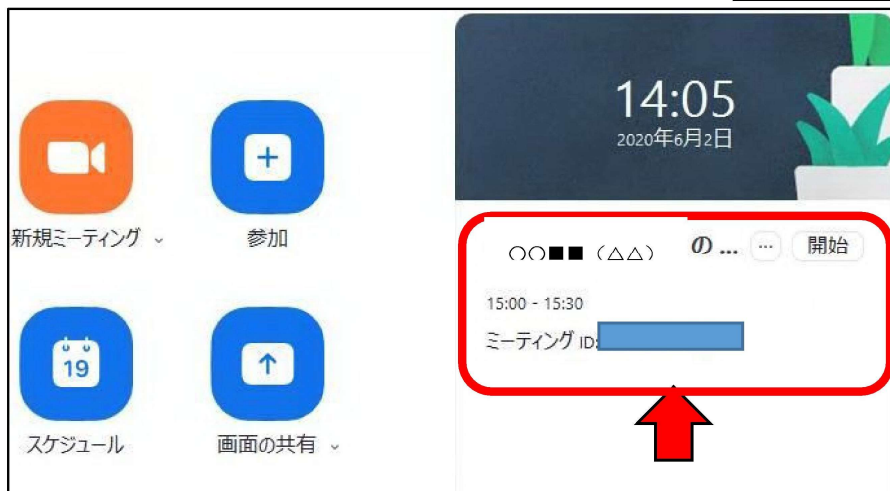 14:05
2020年6月2日
新規ミーティング
参加
○○■■（△△） の ... ... 開始
15:00 - 15:30
ミーティング ID:
19
スケジュール
画面の共有